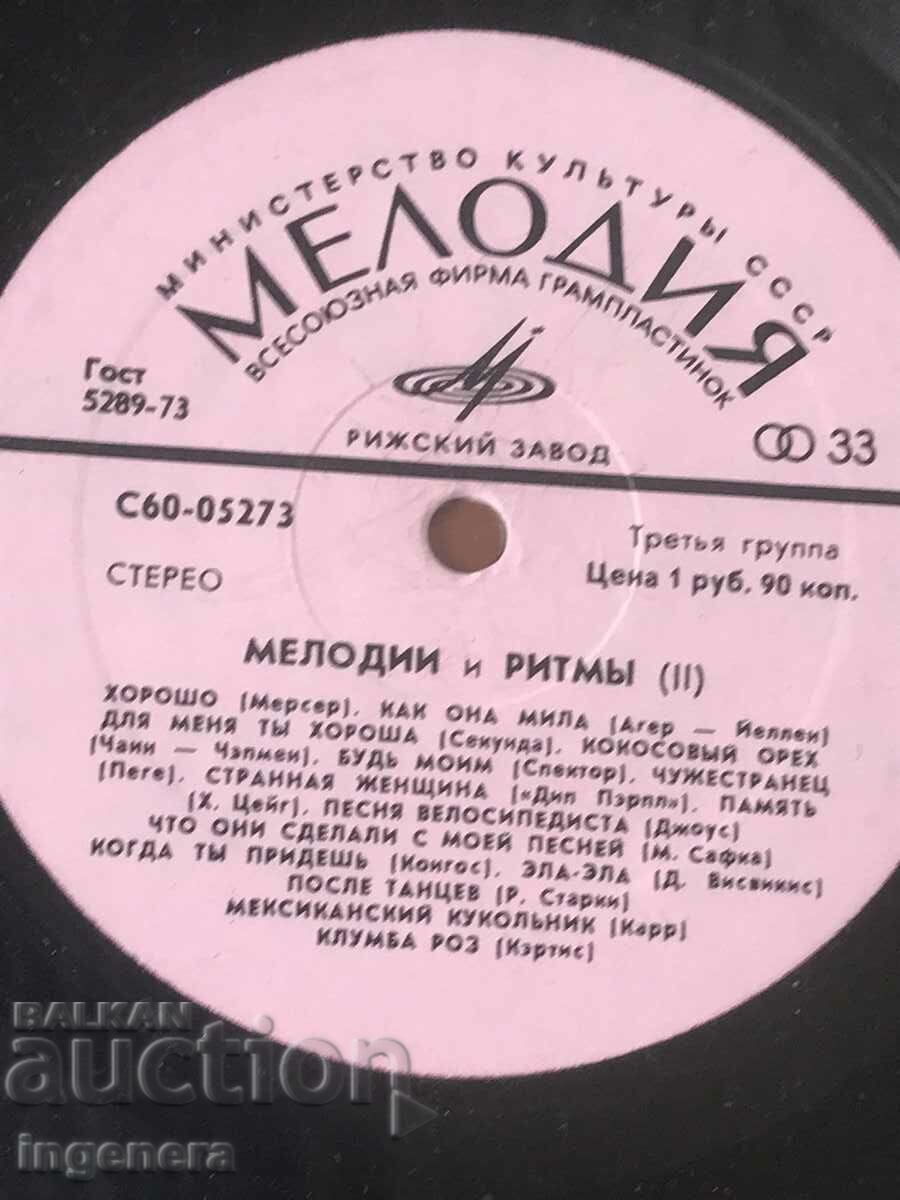 МИНИСТЕРСТВО КУЛЬТУРЫ СССР
МЕЛОДИЯ
ВСЕСОЮЗНАЯ ФИРМА ГРАМПЛАСТИНОК
Гост
5289-73
РИЖСКИЙ ЗАВОД
33
С60-05273
СТЕРЕО
Третья группа
Цена 1 руб. 90 коп.
МЕЛОДИИ и РИТМЫ (II)
ХОРОШО (Мерсер), КАК ОНА МИЛА (Агер — Йеллен)
ДЛЯ МЕНЯ ТЫ ХОРОША (Секунда), КОКОСОВЫЙ ОРЕХ
(Чинн — Чэпмен), БУДЬ МОИМ (Спектор), ЧУЖЕСТРАНЕЦ
(Леге), СТРАННАЯ ЖЕНЩИНА («Дип Пэрпл»), ПАМЯТЬ
(Х. Цейг), ПЕСНЯ ВЕЛОСИПЕДИСТА (Джоус)
ЧТО ОНИ СДЕЛАЛИ С МОЕЙ ПЕСНЕЙ (М. Сафка)
КОГДА ТЫ ПРИДЕШЬ (Конгос), ЭЛА-ЭЛА (Д. Висвикис)
ПОСЛЕ ТАНЦЕВ (Р. Старки)
МЕКСИКАНСКИЙ КУКОЛЬНИК (Карр)
КЛУМБА РОЗ (Кэртис)
BALKAN
auction
ingenera